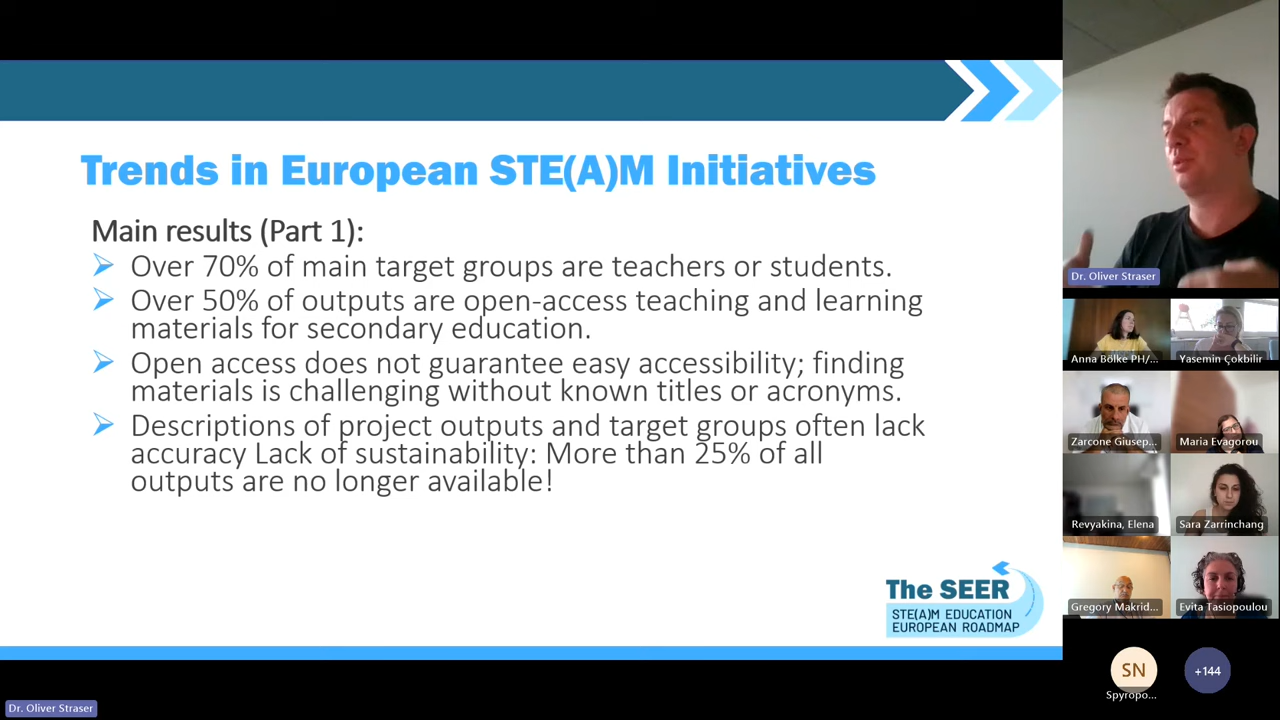 Trends in European STE(A)M Initiatives
Main results (Part 1):
Over 70% of main target groups are teachers or students.
Over 50% of outputs are open-access teaching and learning
materials for secondary education.
Open access does not guarantee easy accessibility; finding
materials is challenging without known titles or acronyms.
Descriptions of project outputs and target groups often lack
accuracy Lack of sustainability: More than 25% of all
outputs are no longer available!
The SEER
STE(A)M EDUCATION
EUROPEAN ROADMAP
Dr. Oliver Straser
Dr. Oliver Straser
Anna Bölke PH/...
Yasemin Çokbilir
Zarcone Giusep...
Maria Evagorou
Revyakina, Elena
Sara Zarrinchang
Gregory Makrid...
Evita Tasiopoulou
SN
Spyropo...
+144